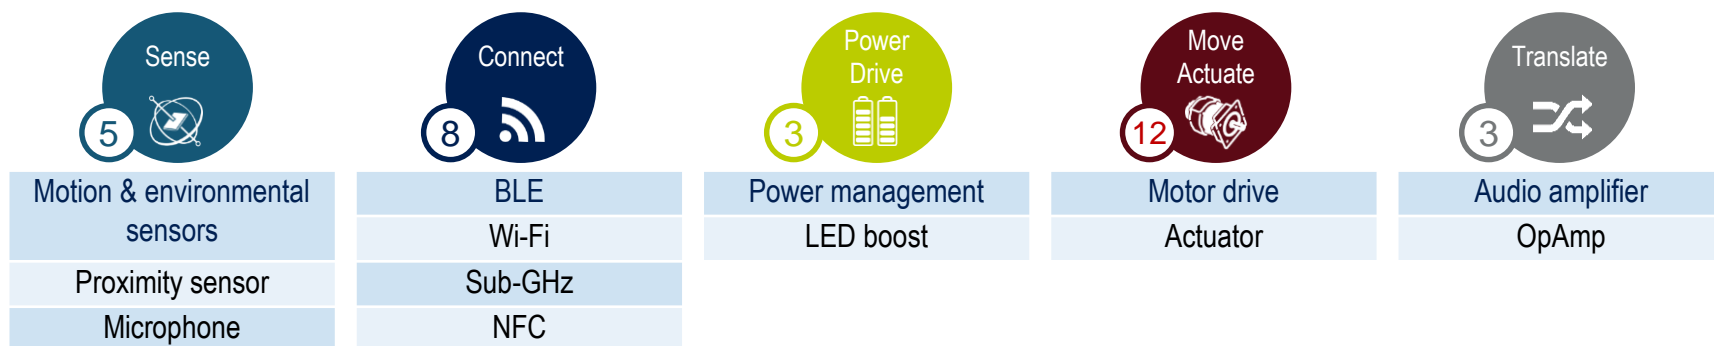 Sense
5
Motion & environmental
sensors
Proximity sensor
Microphone
Connect
8
BLE
Wi-Fi
Sub-GHz
NFC
Power
Drive
3
Power management
LED boost
Move
Actuate
12
Motor drive
Actuator
Translate
3
Audio amplifier
OpAmp